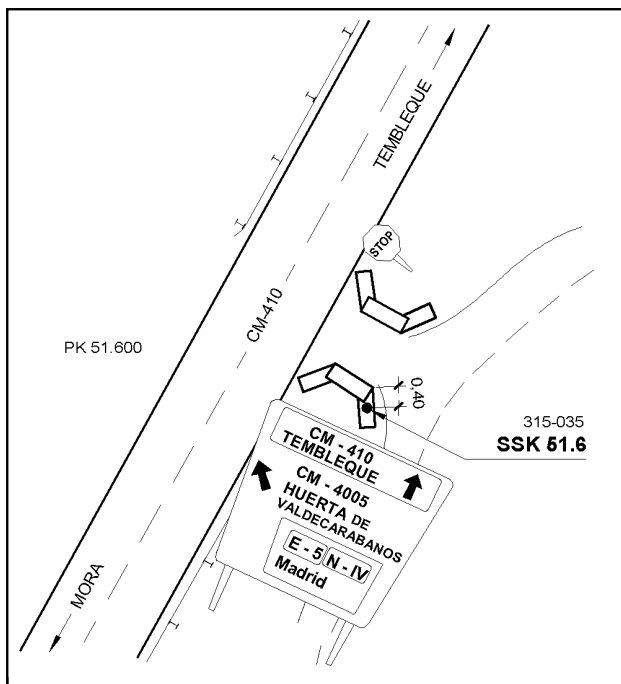 TEMBLEQUE
STOP
CM-410
PK 51.600
0,40
315-035
SSK 51.6
CM - 410
TEMBLEQUE
CM - 4005
HUERTA DE
VALDECARABANOS
E - 5 N - IV
Madrid
MORA